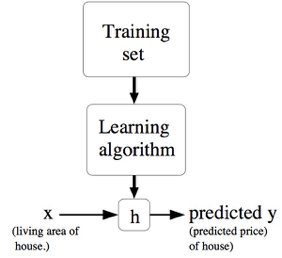 Training
set
Learning
algorithm
x
h
predicted y
(living area of
house.)
(predicted price)
of house)